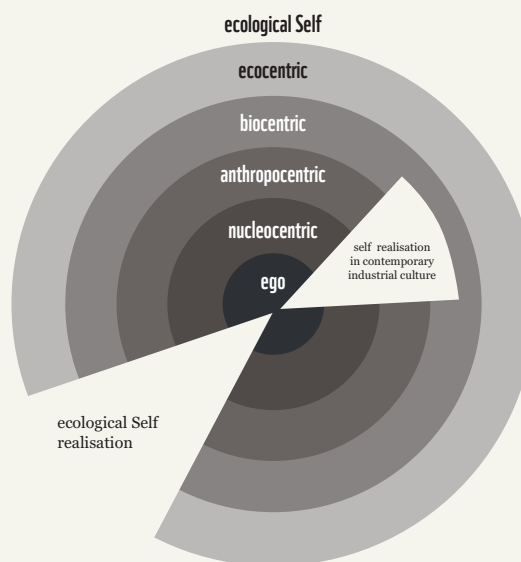 ecological Self
ecocentric
biocentric
anthropocentric
nucleocentric
ego
self realisation
in contemporary
industrial culture
ecological Self
realisation